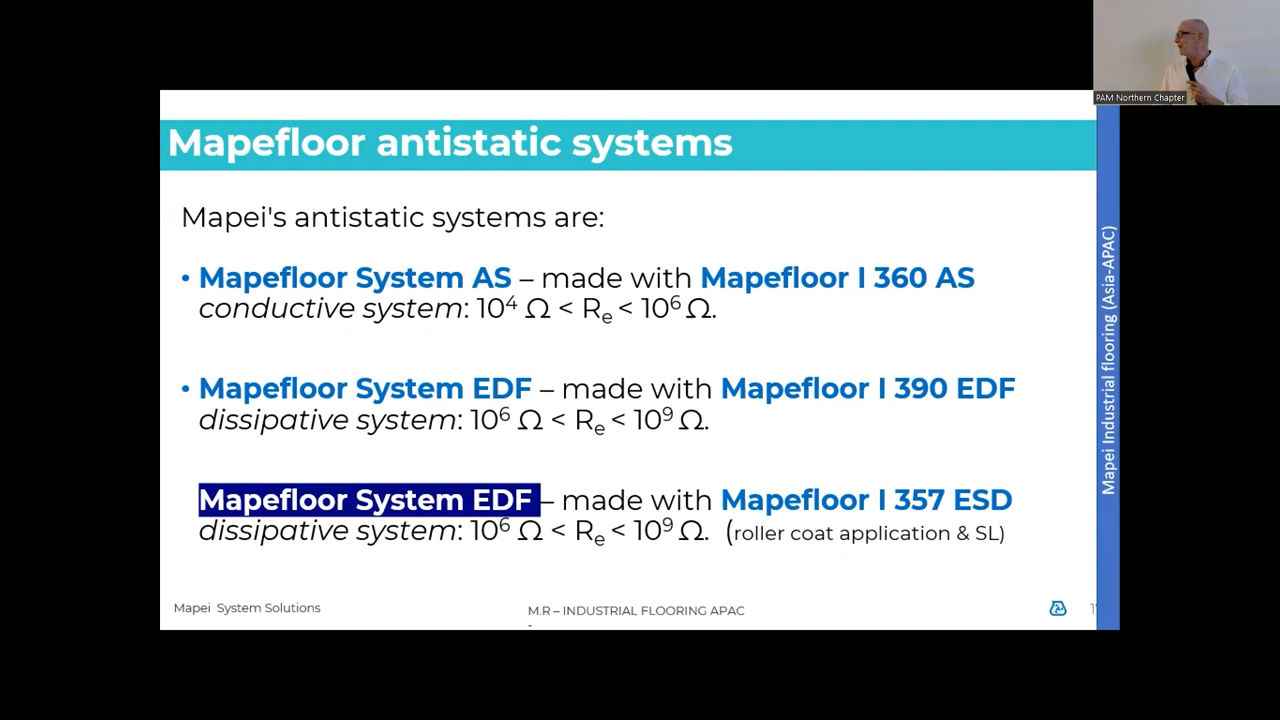 PAM Northern Chapter
Mapefloor antistatic systems
Mapei's antistatic systems are:
• Mapefloor System AS – made with Mapefloor I 360 AS
conductive system: 10⁴ Ω < Rₑ < 10⁶ Ω.
• Mapefloor System EDF – made with Mapefloor I 390 EDF
dissipative system: 10⁶ Ω < Rₑ < 10⁹ Ω.
Mapefloor System EDF – made with Mapefloor I 357 ESD
dissipative system: 10⁶ Ω < Rₑ < 10⁹ Ω. (roller coat application & SL)
Mapei System Solutions
M.R – INDUSTRIAL FLOORING APAC
-
Mapei Industrial flooring (Asia-APAC)